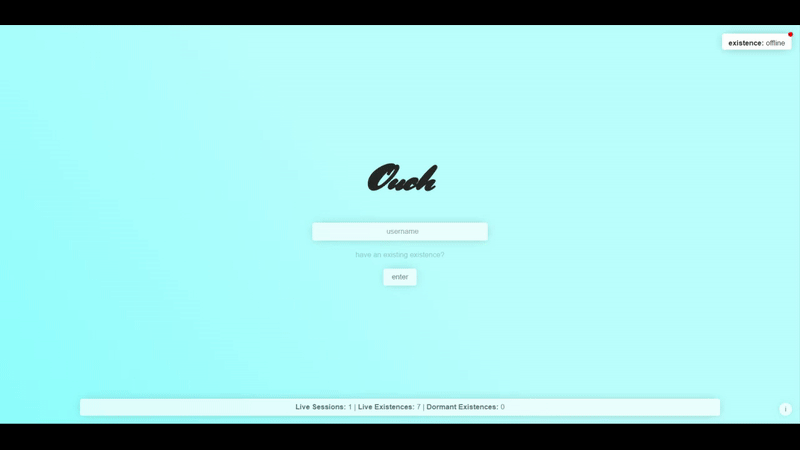 existence: offline
Ouch
username
have an existing existence?
enter
Live Sessions: 1 | Live Existences: 7 | Dormant Existences: 0
i